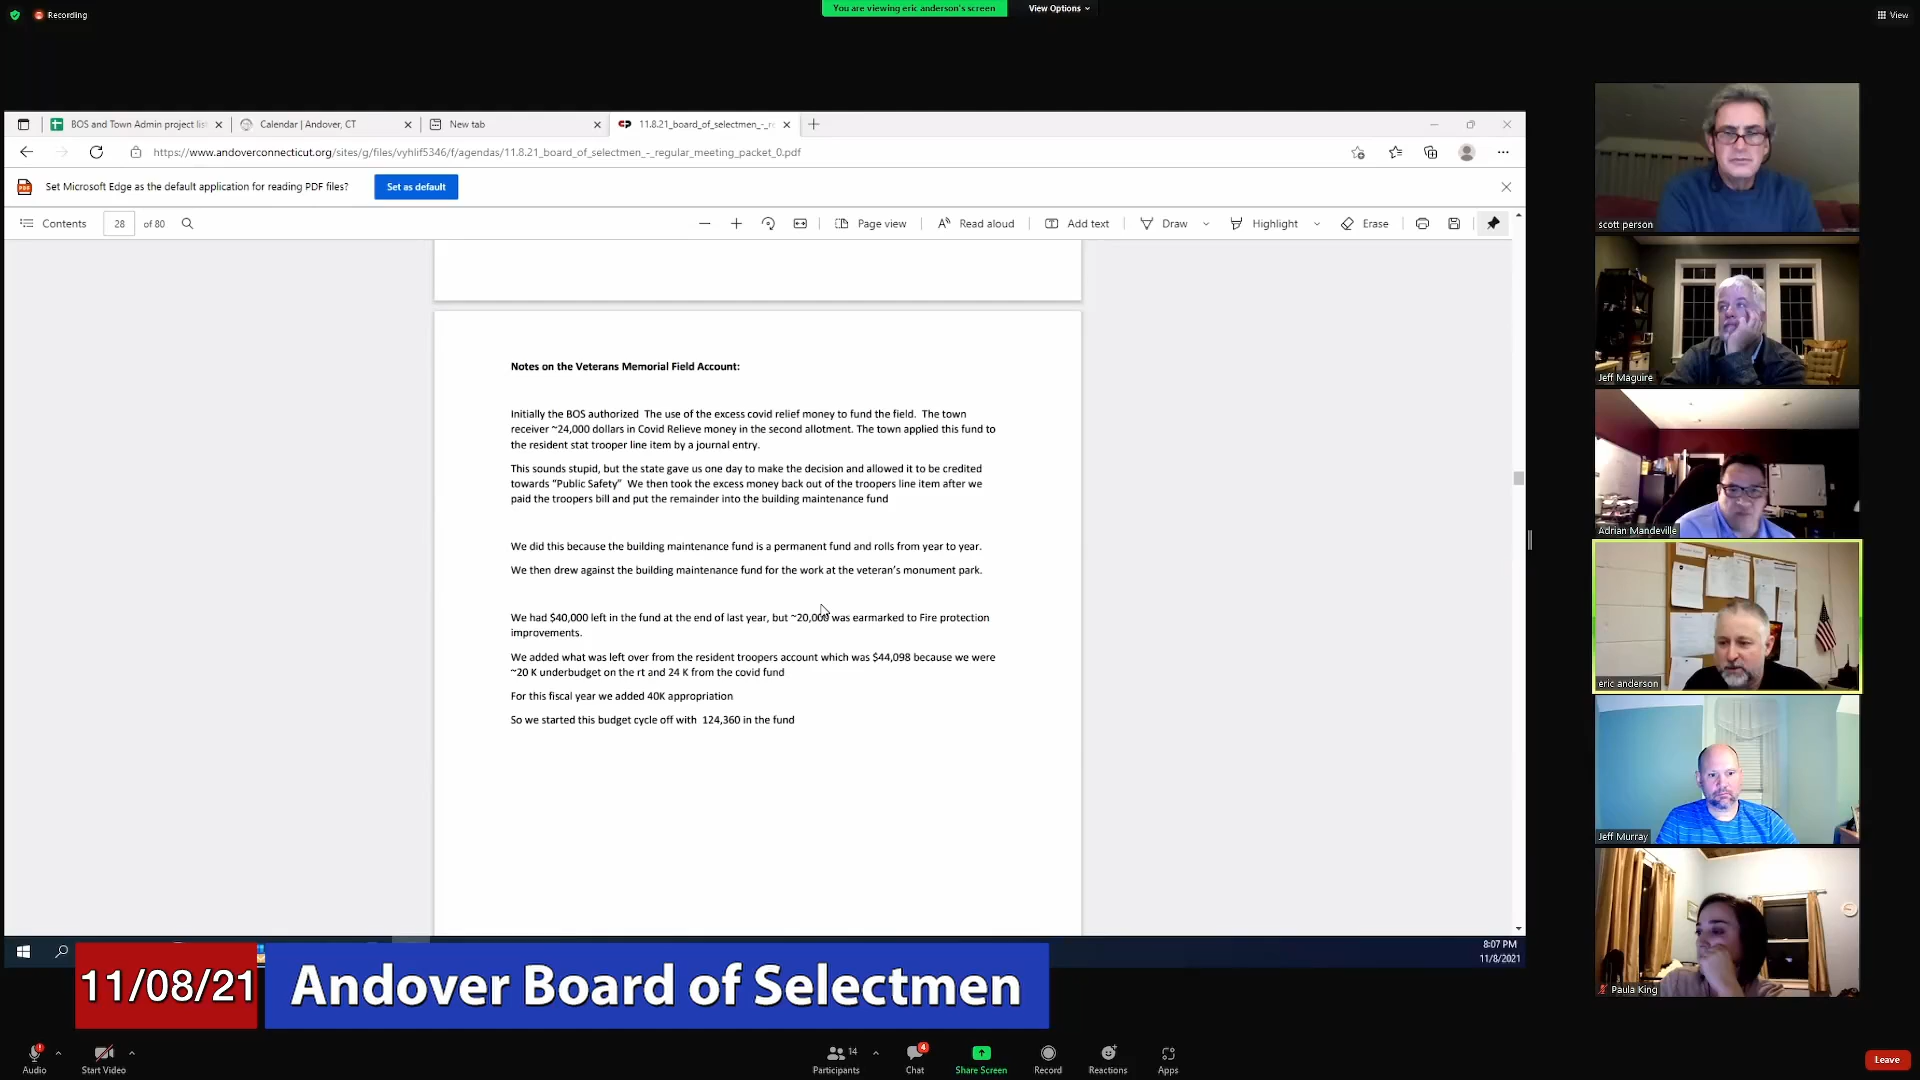 Recording
You are viewing eric anderson's screen
View Options
View
BOS and Town Admin project lis
Calendar | Andover, CT
New tab
11.8.21_board_of_selectmen_-_re
https://www.andoverconnecticut.org/sites/g/files/vyhlif5346/f/agendas/11.8.21_board_of_selectmen_-_regular_meeting_packet_0.pdf
Set Microsoft Edge as the default application for reading PDF files?
Set as default
Contents
28
of 80
Page view
Read aloud
Add text
Draw
Highlight
Erase
Notes on the Veterans Memorial Field Account:
Initially the BOS authorized The use of the excess covid relief money to fund the field. The town
receiver ~24,000 dollars in Covid Relieve money in the second allotment. The town applied this fund to
the resident stat trooper line item by a journal entry.
This sounds stupid, but the state gave us one day to make the decision and allowed it to be credited
towards "Public Safety" We then took the excess money back out of the troopers line item after we
paid the troopers bill and put the remainder into the building maintenance fund
We did this because the building maintenance fund is a permanent fund and rolls from year to year.
We then drew against the building maintenance fund for the work at the veteran's monument park.
We had $40,000 left in the fund at the end of last year, but ~20,000 was earmarked to Fire protection
improvements.
We added what was left over from the resident troopers account which was $44,098 because we were
~20 K underbudget on the rt and 24 K from the covid fund
For this fiscal year we added 40K appropriation
So we started this budget cycle off with 124,360 in the fund
scott person
Jeff Maguire
Adrian Mandeville
eric anderson
Jeff Murray
Paula King
8:07 PM
11/8/2021
11/08/21
Andover Board of Selectmen
Audio
Start Video
14
Participants
4
Chat
Share Screen
Record
Reactions
Apps
Leave